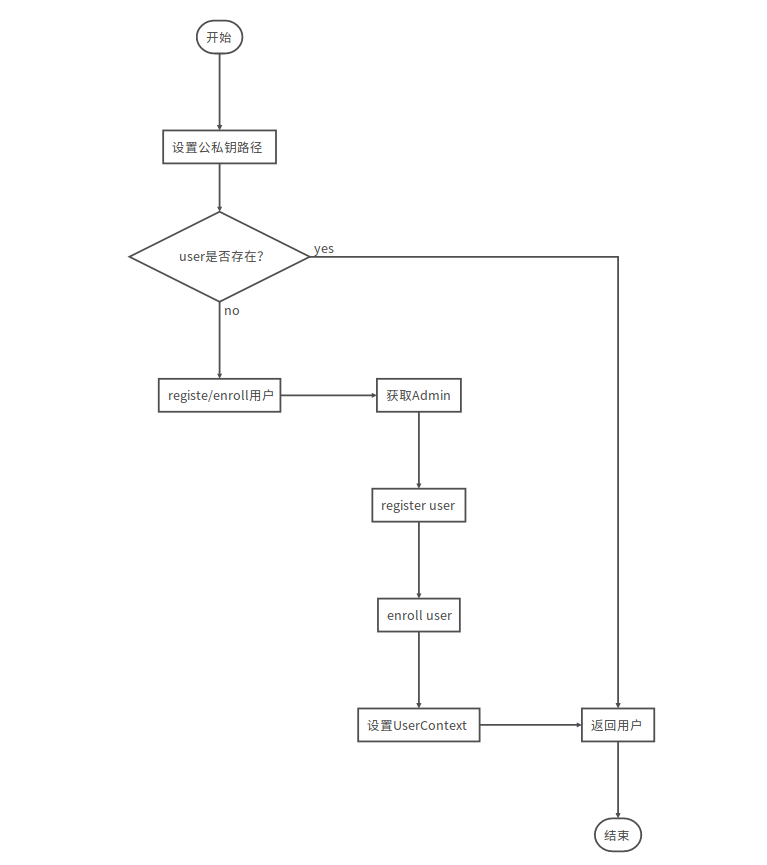 开始
设置公私钥路径
user是否存在?
yes
no
registe/enroll用户
获取Admin
register user
enroll user
设置UserContext
返回用户
结束